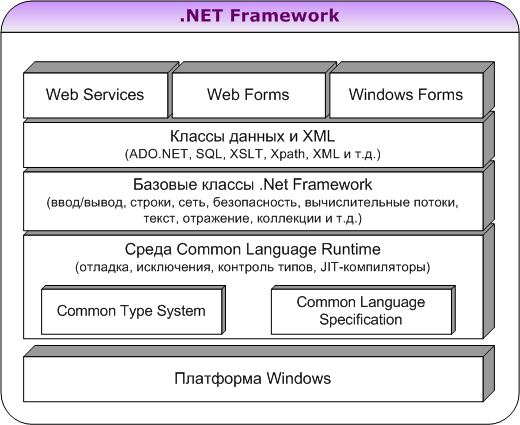 .NET Framework
Web Services
Web Forms
Windows Forms
Классы данных и XML
(ADO.NET, SQL, XSLT, Xpath, XML и т.д.)
Базовые классы .Net Framework
(ввод/вывод, строки, сеть, безопасность, вычислительные потоки,
текст, отражение, коллекции и т.д.)
Среда Common Language Runtime
(отладка, исключения, контроль типов, JIT-компиляторы)
Common Type System
Common Language
Specification
Платформа Windows